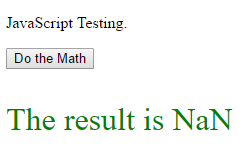 JavaScript Testing.
Do the Math
The result is NaN